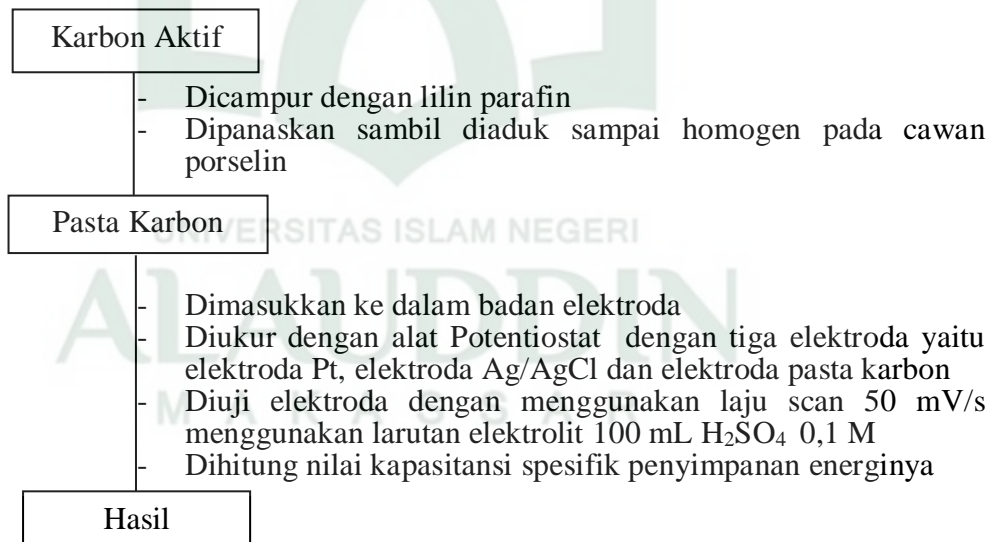 Karbon Aktif
- Dicampur dengan lilin parafin
- Dipanaskan sambil diaduk sampai homogen pada cawan
porselin
Pasta Karbon
UNIVERSITAS ISLAM NEGERI
ALAUDDIN
- Dimasukkan ke dalam badan elektroda
- Diukur dengan alat Potentiostat dengan tiga elektroda yaitu
elektroda Pt, elektroda Ag/AgCl dan elektroda pasta karbon
- Diuji elektroda dengan menggunakan laju scan 50 mV/s
M A K A S S A R
menggunakan larutan elektrolit 100 mL H₂SO₄ 0,1 M
- Dihitung nilai kapasitansi spesifik penyimpanan energinya
Hasil